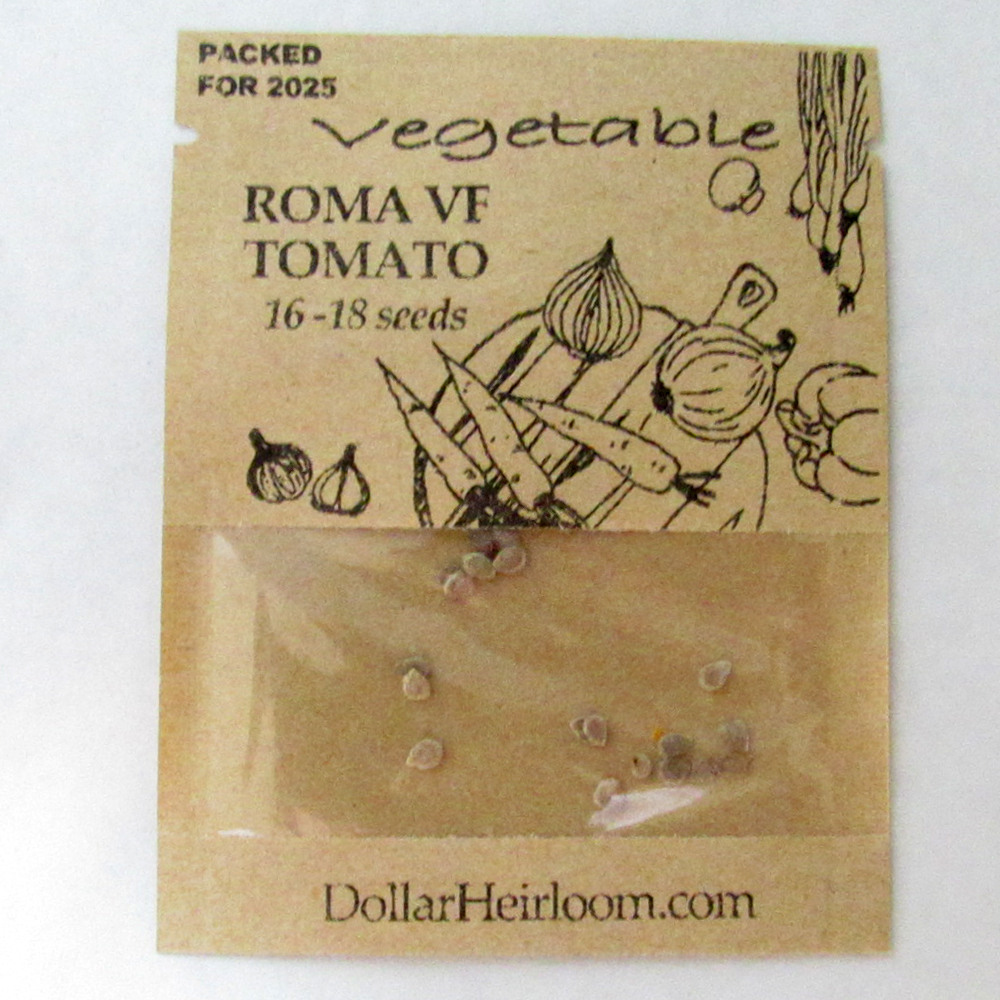 PACKED
FOR 2025
vegetable
ROMA VF
TOMATO
16-18 seeds
DollarHeirloom.com